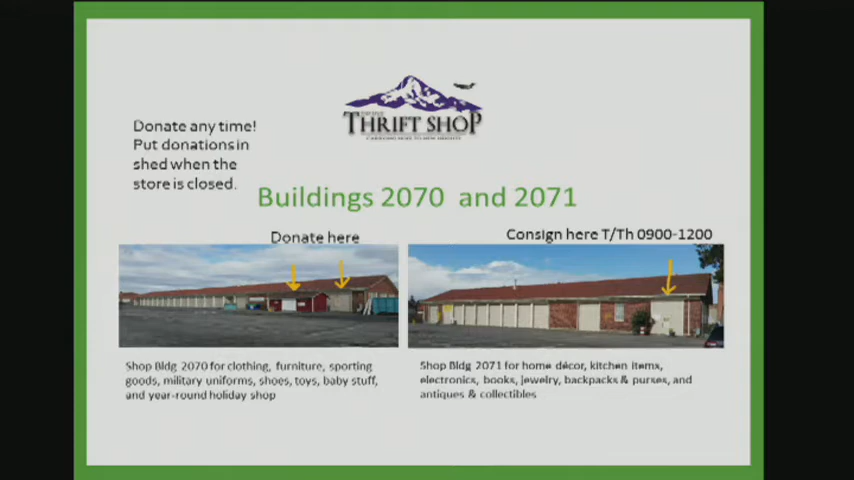 THRIFT SHOP
Donate any time!
Put donations in
shed when the
store is closed.
Buildings 2070 and 2071
Donate here
Consign here T/Th 0900-1200
Shop Bldg 2070 for clothing, furniture, sporting
goods, military uniforms, shoes, toys, baby stuff,
and year-round holiday shop
Shop Bldg 2071 for home décor, kitchen items,
electronics, books, jewelry, backpacks & purses, and
antiques & collectibles